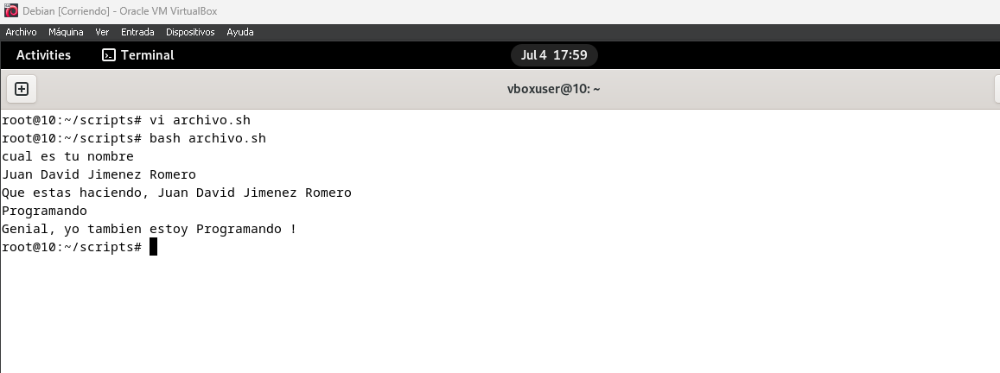 Debian [Corriendo] - Oracle VM VirtualBox
Archivo Máquina Ver Entrada Dispositivos Ayuda
Activities Terminal Jul 4 17:59
vboxuser@10: ~
root@10:~/scripts# vi archivo.sh
root@10:~/scripts# bash archivo.sh
cual es tu nombre
Juan David Jimenez Romero
Que estas haciendo, Juan David Jimenez Romero
Programando
Genial, yo tambien estoy Programando !
root@10:~/scripts#